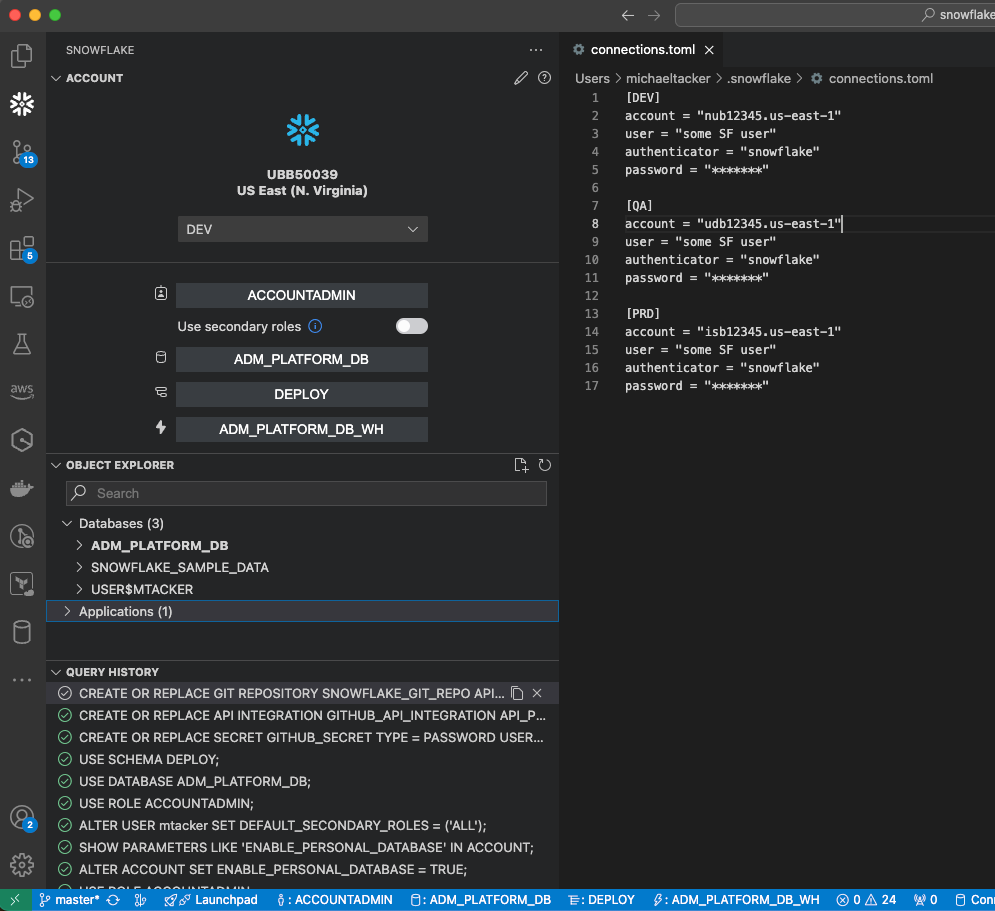 snowflake
SNOWFLAKE
ACCOUNT
UBB50039
US East (N. Virginia)
DEV
ACCOUNTADMIN
Use secondary roles
ADM_PLATFORM_DB
DEPLOY
ADM_PLATFORM_DB_WH
OBJECT EXPLORER
Search
Databases (3)
ADM_PLATFORM_DB
SNOWFLAKE_SAMPLE_DATA
USER$MTACKER
Applications (1)
QUERY HISTORY
CREATE OR REPLACE GIT REPOSITORY SNOWFLAKE_GIT_REPO API...
CREATE OR REPLACE API INTEGRATION GITHUB_API_INTEGRATION API_P...
CREATE OR REPLACE SECRET GITHUB_SECRET TYPE = PASSWORD USER...
USE SCHEMA DEPLOY;
USE DATABASE ADM_PLATFORM_DB;
USE ROLE ACCOUNTADMIN;
ALTER USER mtacker SET DEFAULT_SECONDARY_ROLES = ('ALL');
SHOW PARAMETERS LIKE 'ENABLE_PERSONAL_DATABASE' IN ACCOUNT;
ALTER ACCOUNT SET ENABLE_PERSONAL_DATABASE = TRUE;
USE ROLE ACCOUNTADMIN
13
5
aws
2
connections.toml
Users > michaeltacker > .snowflake > connections.toml
1 [DEV]
2 account = "nub12345.us-east-1"
3 user = "some SF user"
4 authenticator = "snowflake"
5 password = "*******"
6
7 [QA]
8 account = "udb12345.us-east-1"
9 user = "some SF user"
10 authenticator = "snowflake"
11 password = "*******"
12
13 [PRD]
14 account = "isb12345.us-east-1"
15 user = "some SF user"
16 authenticator = "snowflake"
17 password = "*******"
master* Launchpad : ACCOUNTADMIN : ADM_PLATFORM_DB : DEPLOY : ADM_PLATFORM_DB_WH 0 24 0 Con